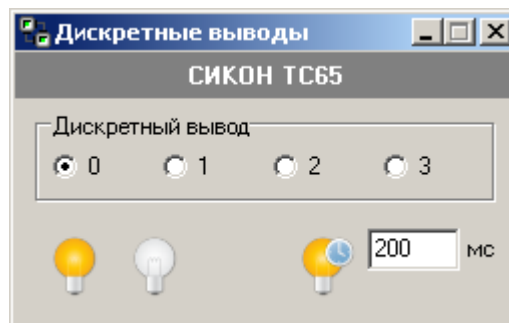 Дискретные выводы
СИКОН ТС65
Дискретный вывод
0 1 2 3
200 мс